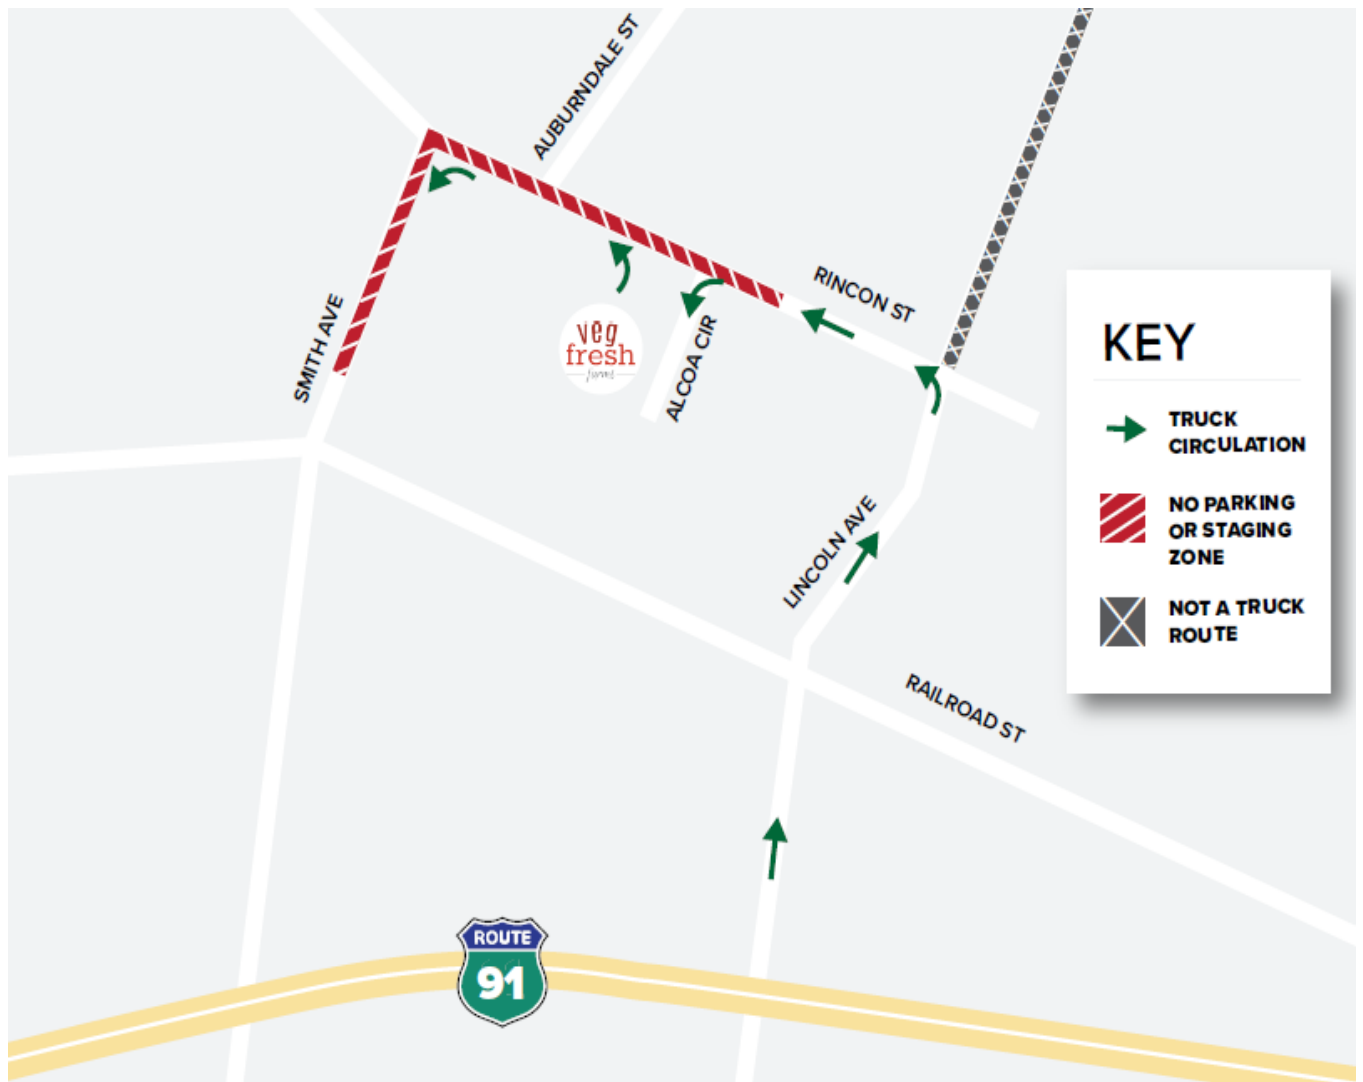 AUBURNDALE ST
RINCON ST
SMITH AVE
veg
fresh
farms
ALCOA CIR
KEY
TRUCK
CIRCULATION
NO PARKING
OR STAGING
ZONE
NOT A TRUCK
ROUTE
LINCOLN AVE
RAILROAD ST
ROUTE
91